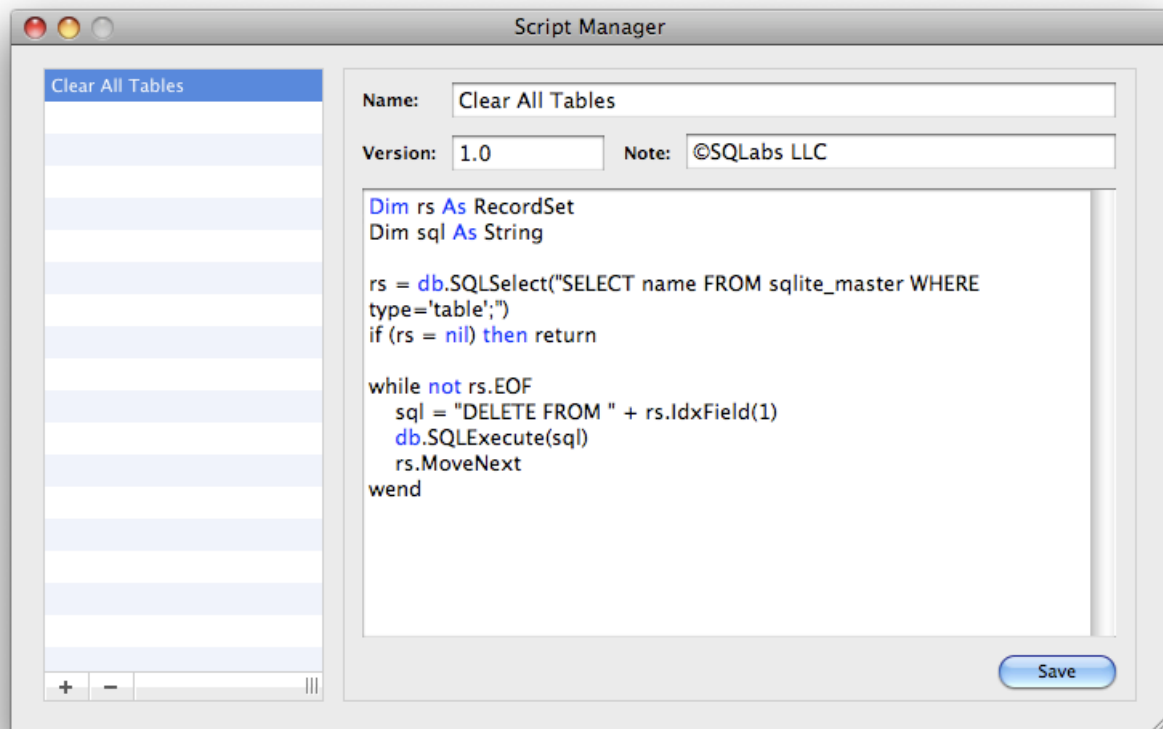 Script Manager
Clear All Tables
Name: Clear All Tables
Version: 1.0 Note: ©SQLabs LLC
Dim rs As RecordSet
Dim sql As String
rs = db.SQLSelect("SELECT name FROM sqlite_master WHERE
type='table';")
if (rs = nil) then return
while not rs.EOF
sql = "DELETE FROM " + rs.IdxField(1)
db.SQLExecute(sql)
rs.MoveNext
wend
+ −
Save